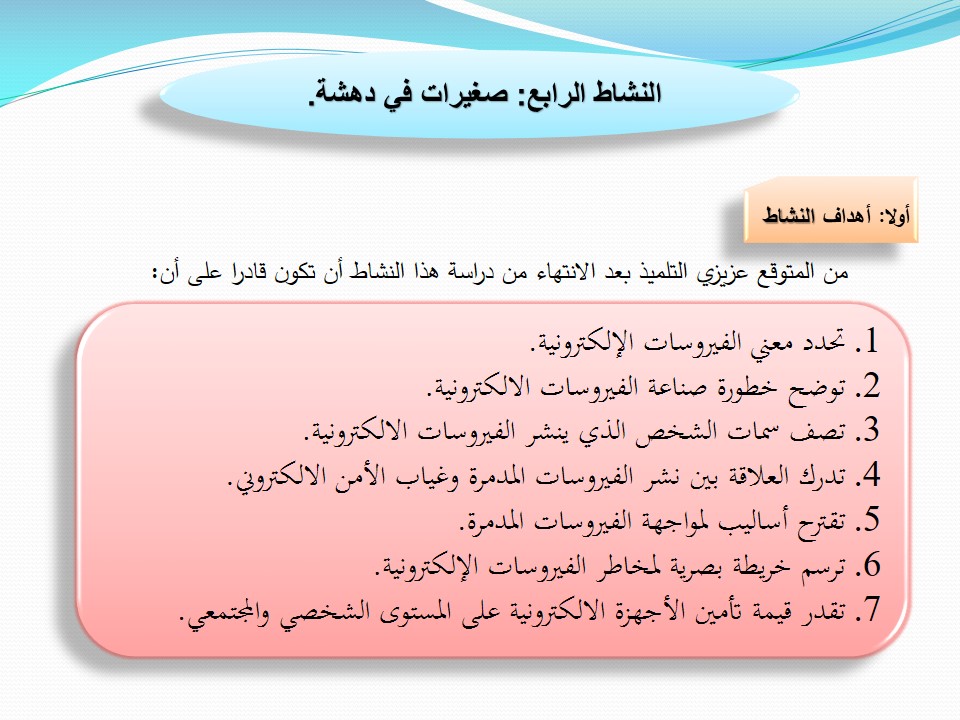 النشاط الرابع: صغيرات في دهشة.
أولا: أهداف النشاط
من المتوقع عزيزي التلميذ بعد الانتهاء من دراسة هذا النشاط أن تكون قادرا على أن:
1. تحدد معني الفيروسات الإلكترونية.
2. توضح خطورة صناعة الفيروسات الالكترونية.
3. تصف سمات الشخص الذي ينشر الفيروسات الالكترونية.
4. تدرك العلاقة بين نشر الفيروسات المدمرة وغياب الأمن الالكتروني.
5. تقترح أساليب لمواجهة الفيروسات المدمرة.
6. ترسم خريطة بصرية لمخاطر الفيروسات الإلكترونية.
7. تقدر قيمة تأمين الأجهزة الالكترونية على المستوى الشخصي والمجتمعي.